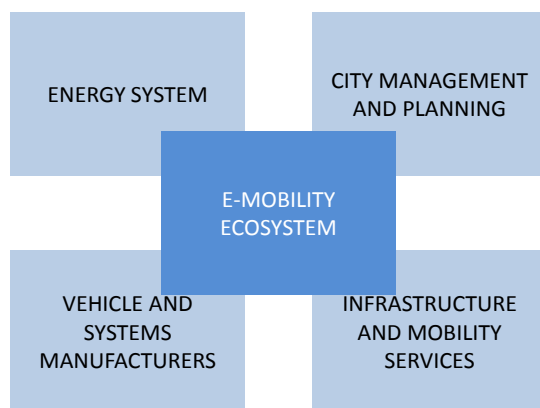 ENERGY SYSTEM
CITY MANAGEMENT
AND PLANNING
E-MOBILITY
ECOSYSTEM
VEHICLE AND
SYSTEMS
MANUFACTURERS
INFRASTRUCTURE
AND MOBILITY
SERVICES